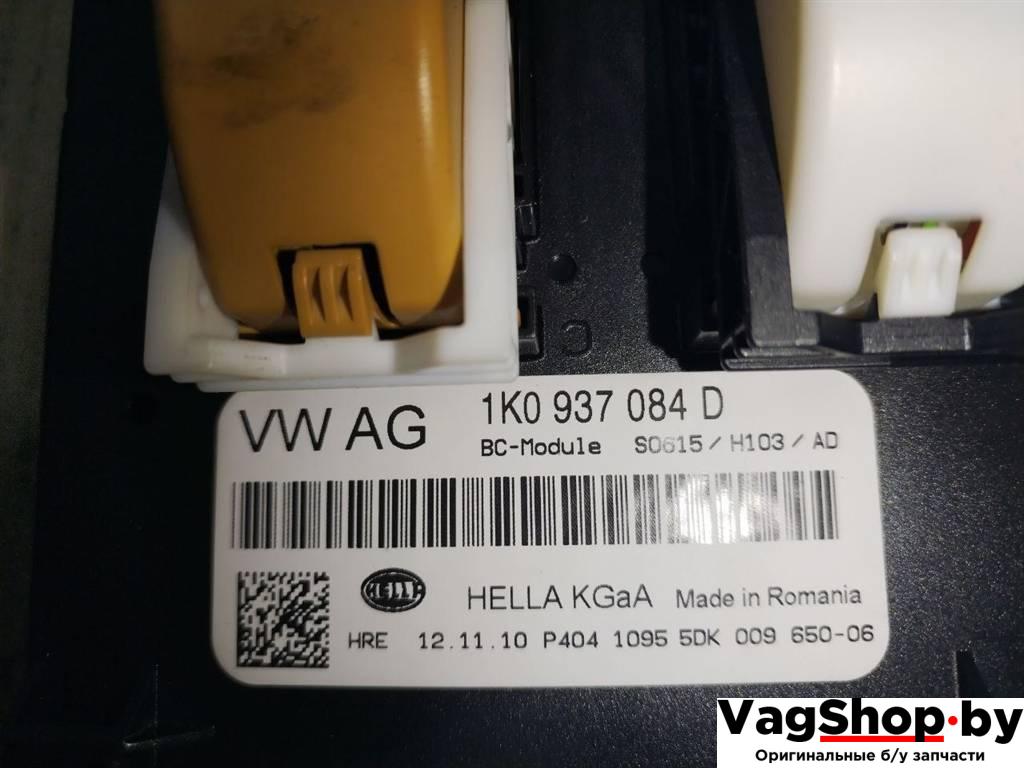 C
VW AG
1K0 937 084 D
BC-Module S0615 / H103 / AD
HELLA
HELLA KGaA Made in Romania
HRE 12.11.10 P404 1095 5DK 009 650-06
VagShop.by
Оригинальные б/у запчасти